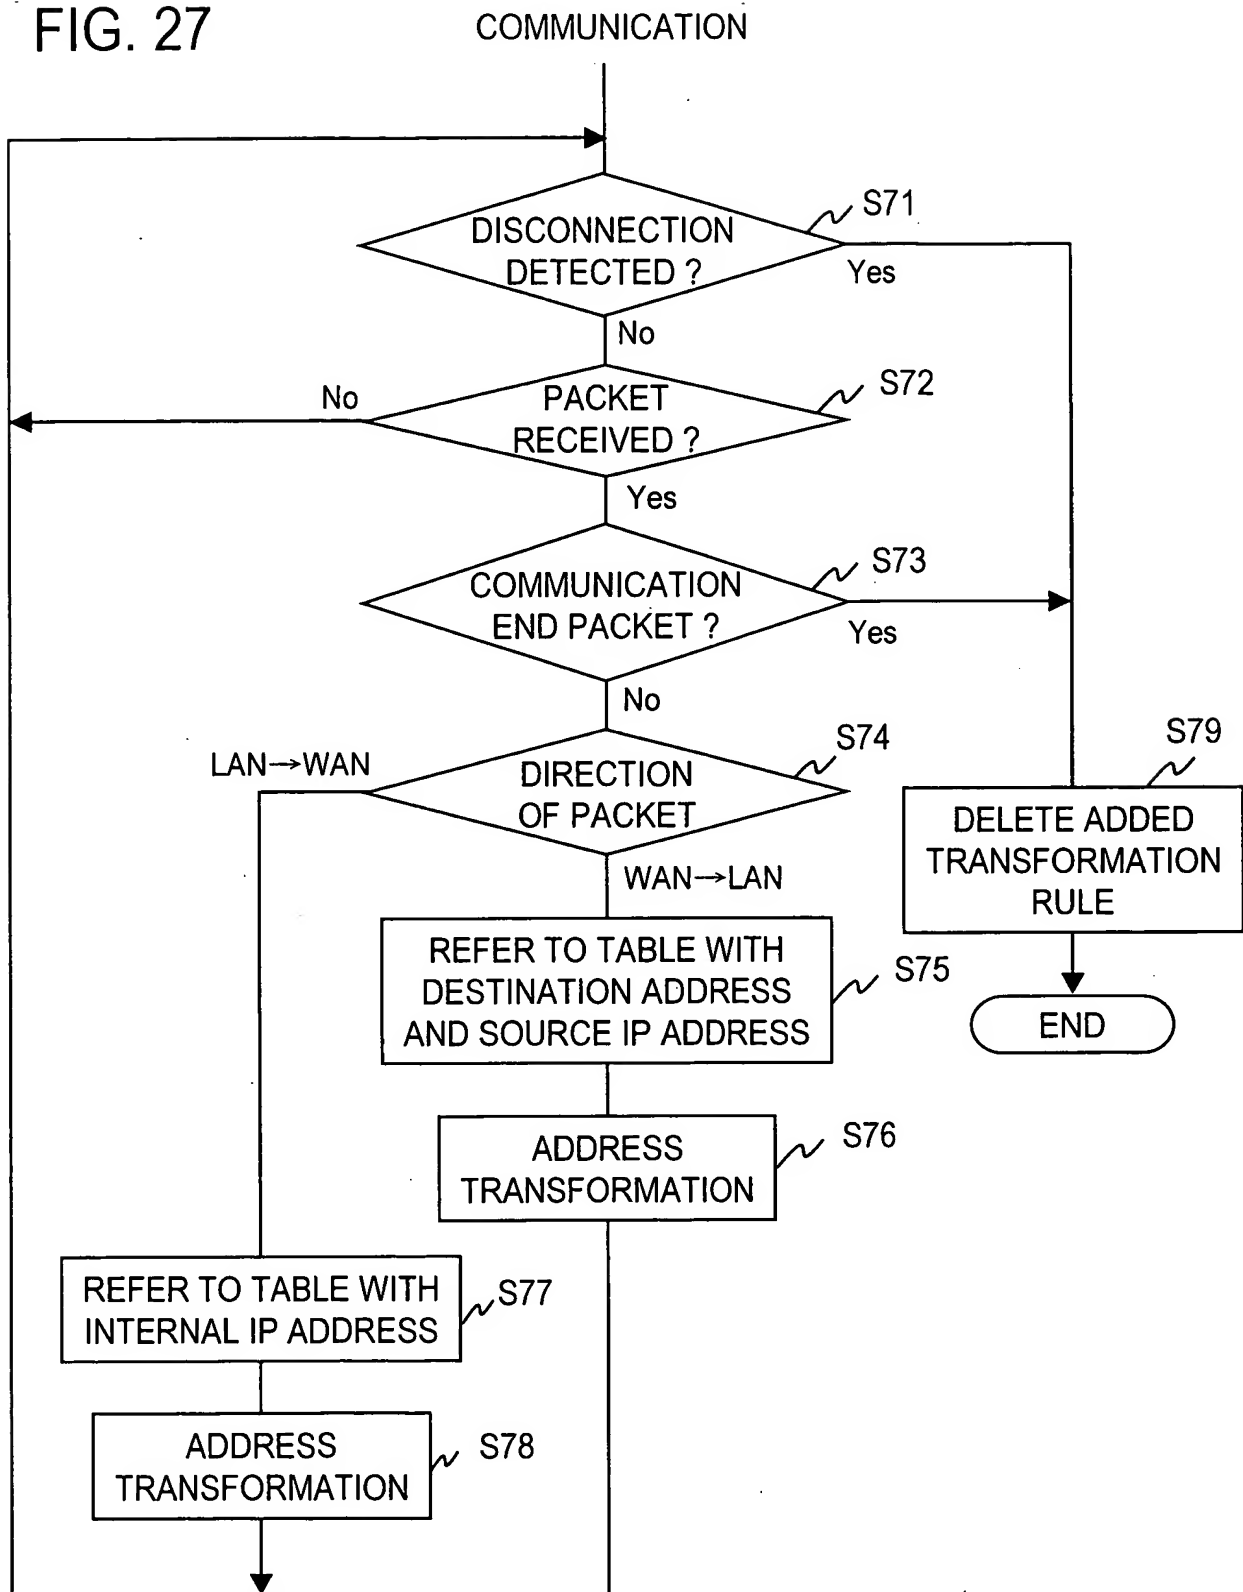 FIG. 27
COMMUNICATION
DISCONNECTION
DETECTED ?
S71
Yes
No
PACKET
RECEIVED ?
S72
No
Yes
COMMUNICATION
END PACKET ?
S73
Yes
No
DIRECTION
OF PACKET
S74
LAN→WAN
WAN→LAN
S79
DELETE ADDED
TRANSFORMATION
RULE
END
REFER TO TABLE WITH
DESTINATION ADDRESS
AND SOURCE IP ADDRESS
S75
ADDRESS
TRANSFORMATION
S76
REFER TO TABLE WITH
INTERNAL IP ADDRESS
S77
ADDRESS
TRANSFORMATION
S78